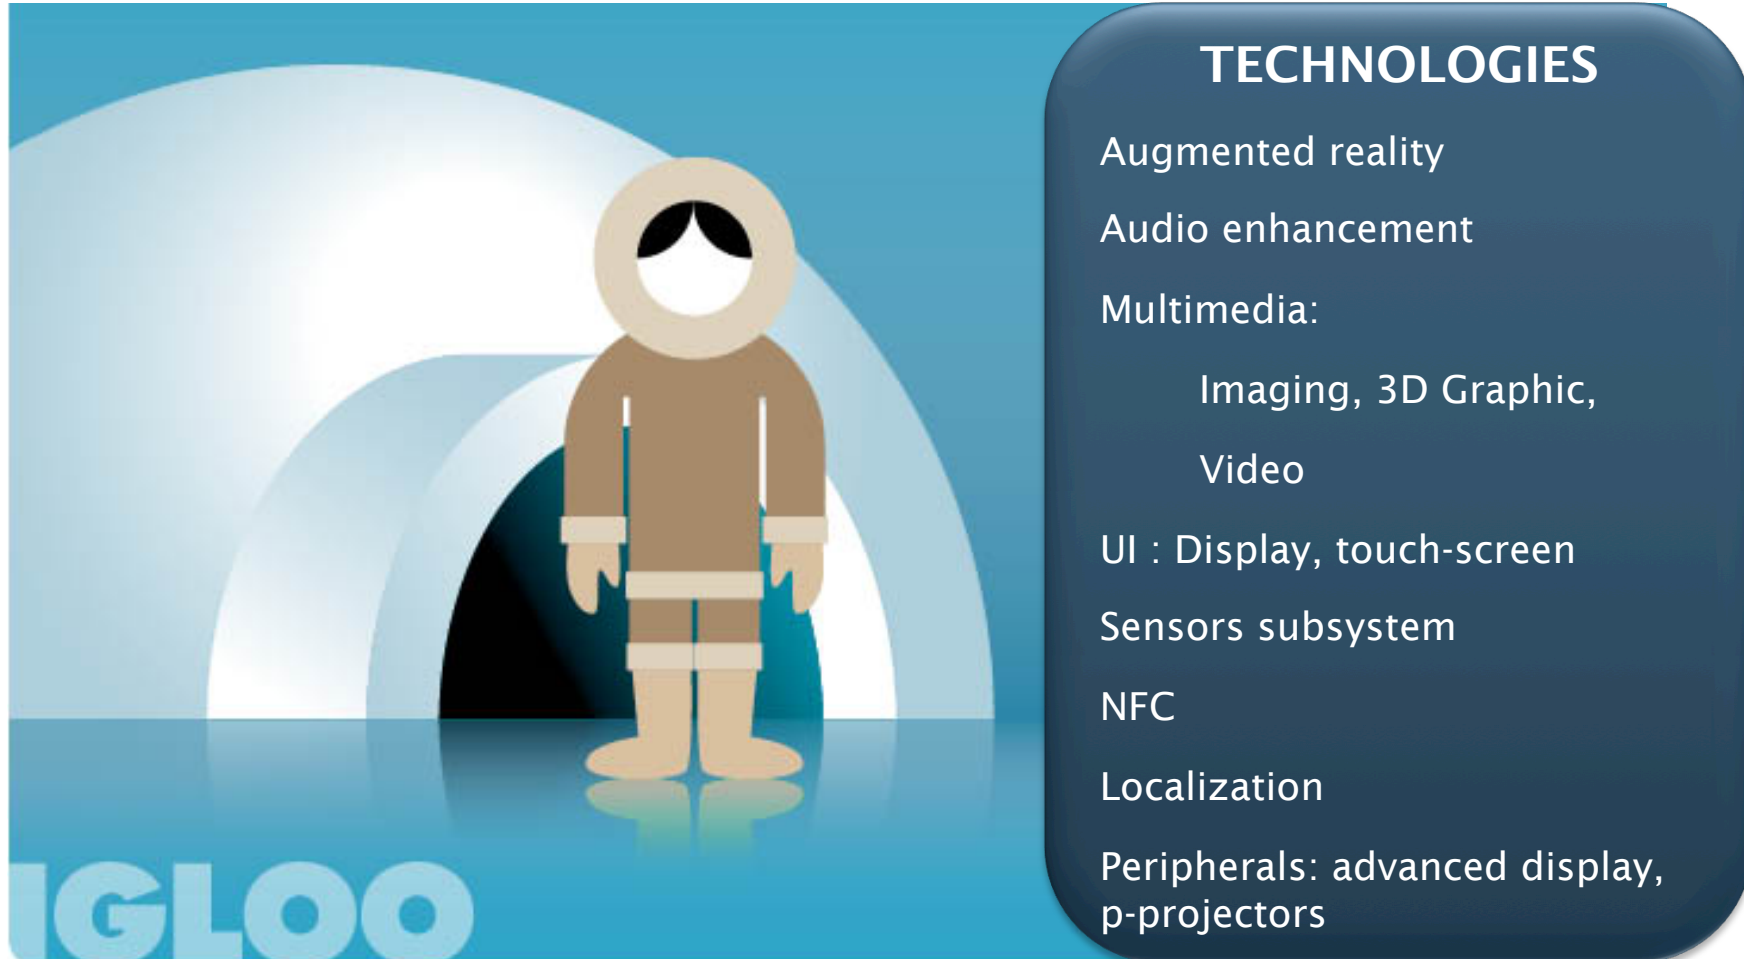 TECHNOLOGIES
Augmented reality
Audio enhancement
Multimedia:
Imaging, 3D Graphic,
Video
UI : Display, touch-screen
Sensors subsystem
NFC
Localization
Peripherals: advanced display,
p-projectors
IGLOO